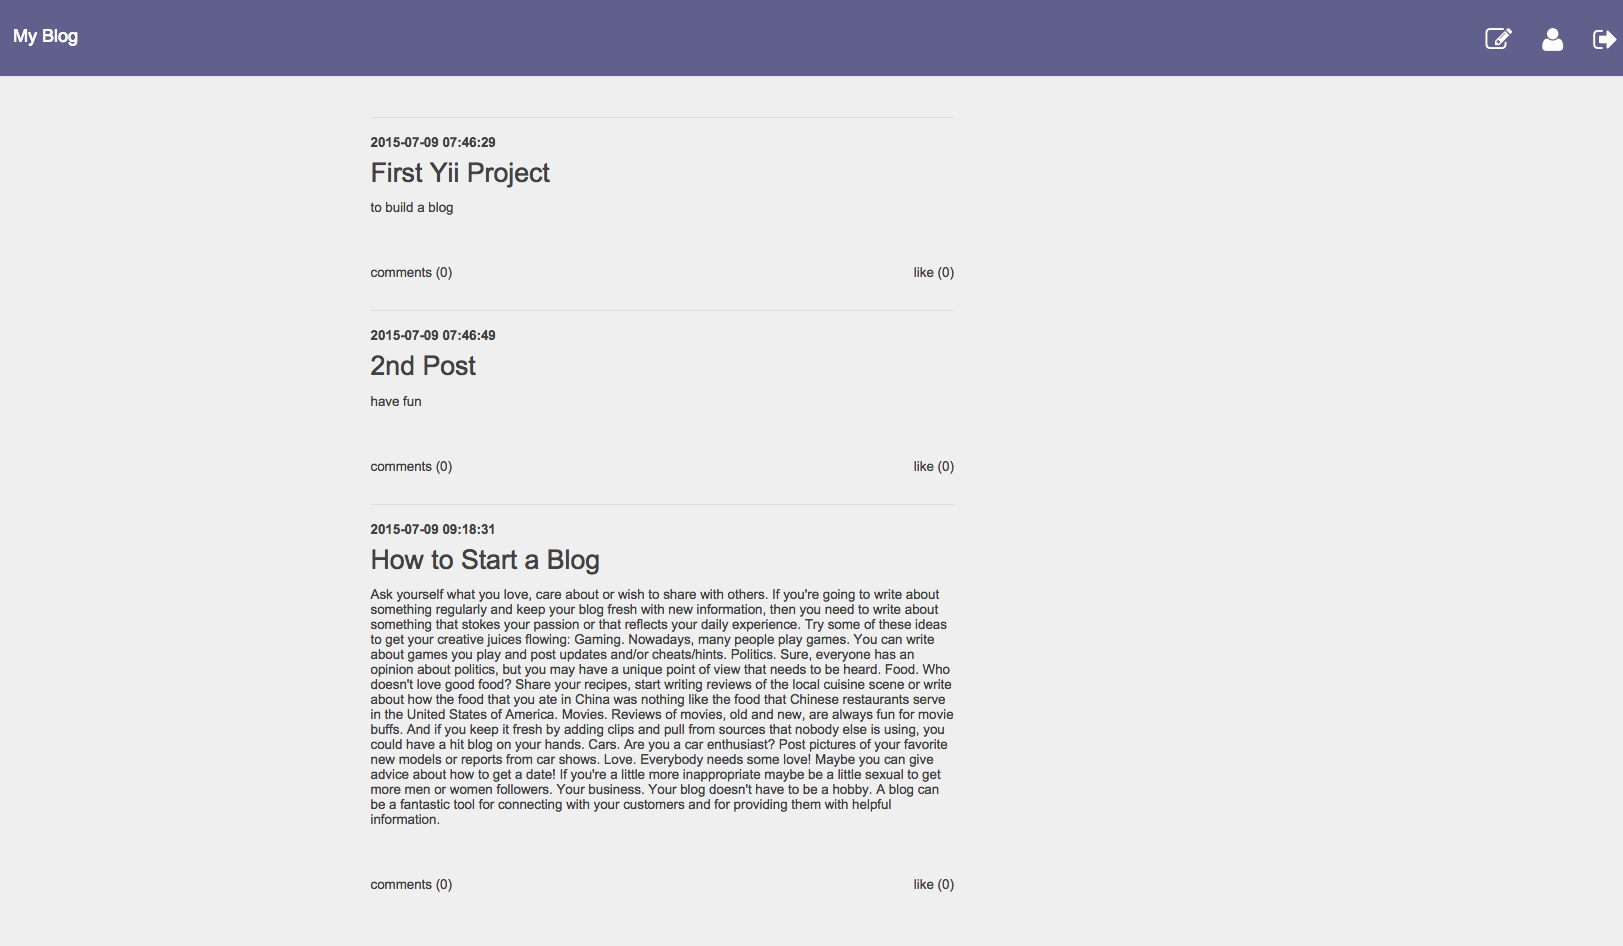 My Blog
2015-07-09 07:46:29
First Yii Project
to build a blog
comments (0) like (0)
2015-07-09 07:46:49
2nd Post
have fun
comments (0) like (0)
2015-07-09 09:18:31
How to Start a Blog
Ask yourself what you love, care about or wish to share with others. If you're going to write about
something regularly and keep your blog fresh with new information, then you need to write about
something that stokes your passion or that reflects your daily experience. Try some of these ideas
to get your creative juices flowing: Gaming. Nowadays, many people play games. You can write
about games you play and post updates and/or cheats/hints. Politics. Sure, everyone has an
opinion about politics, but you may have a unique point of view that needs to be heard. Food. Who
doesn't love good food? Share your recipes, start writing reviews of the local cuisine scene or write
about how the food that you ate in China was nothing like the food that Chinese restaurants serve
in the United States of America. Movies. Reviews of movies, old and new, are always fun for movie
buffs. And if you keep it fresh by adding clips and pull from sources that nobody else is using, you
could have a hit blog on your hands. Cars. Are you a car enthusiast? Post pictures of your favorite
new models or reports from car shows. Love. Everybody needs some love! Maybe you can give
advice about how to get a date! If you're a little more inappropriate maybe be a little sexual to get
more men or women followers. Your business. Your blog doesn't have to be a hobby. A blog can
be a fantastic tool for connecting with your customers and for providing them with helpful
information.
comments (0) like (0)